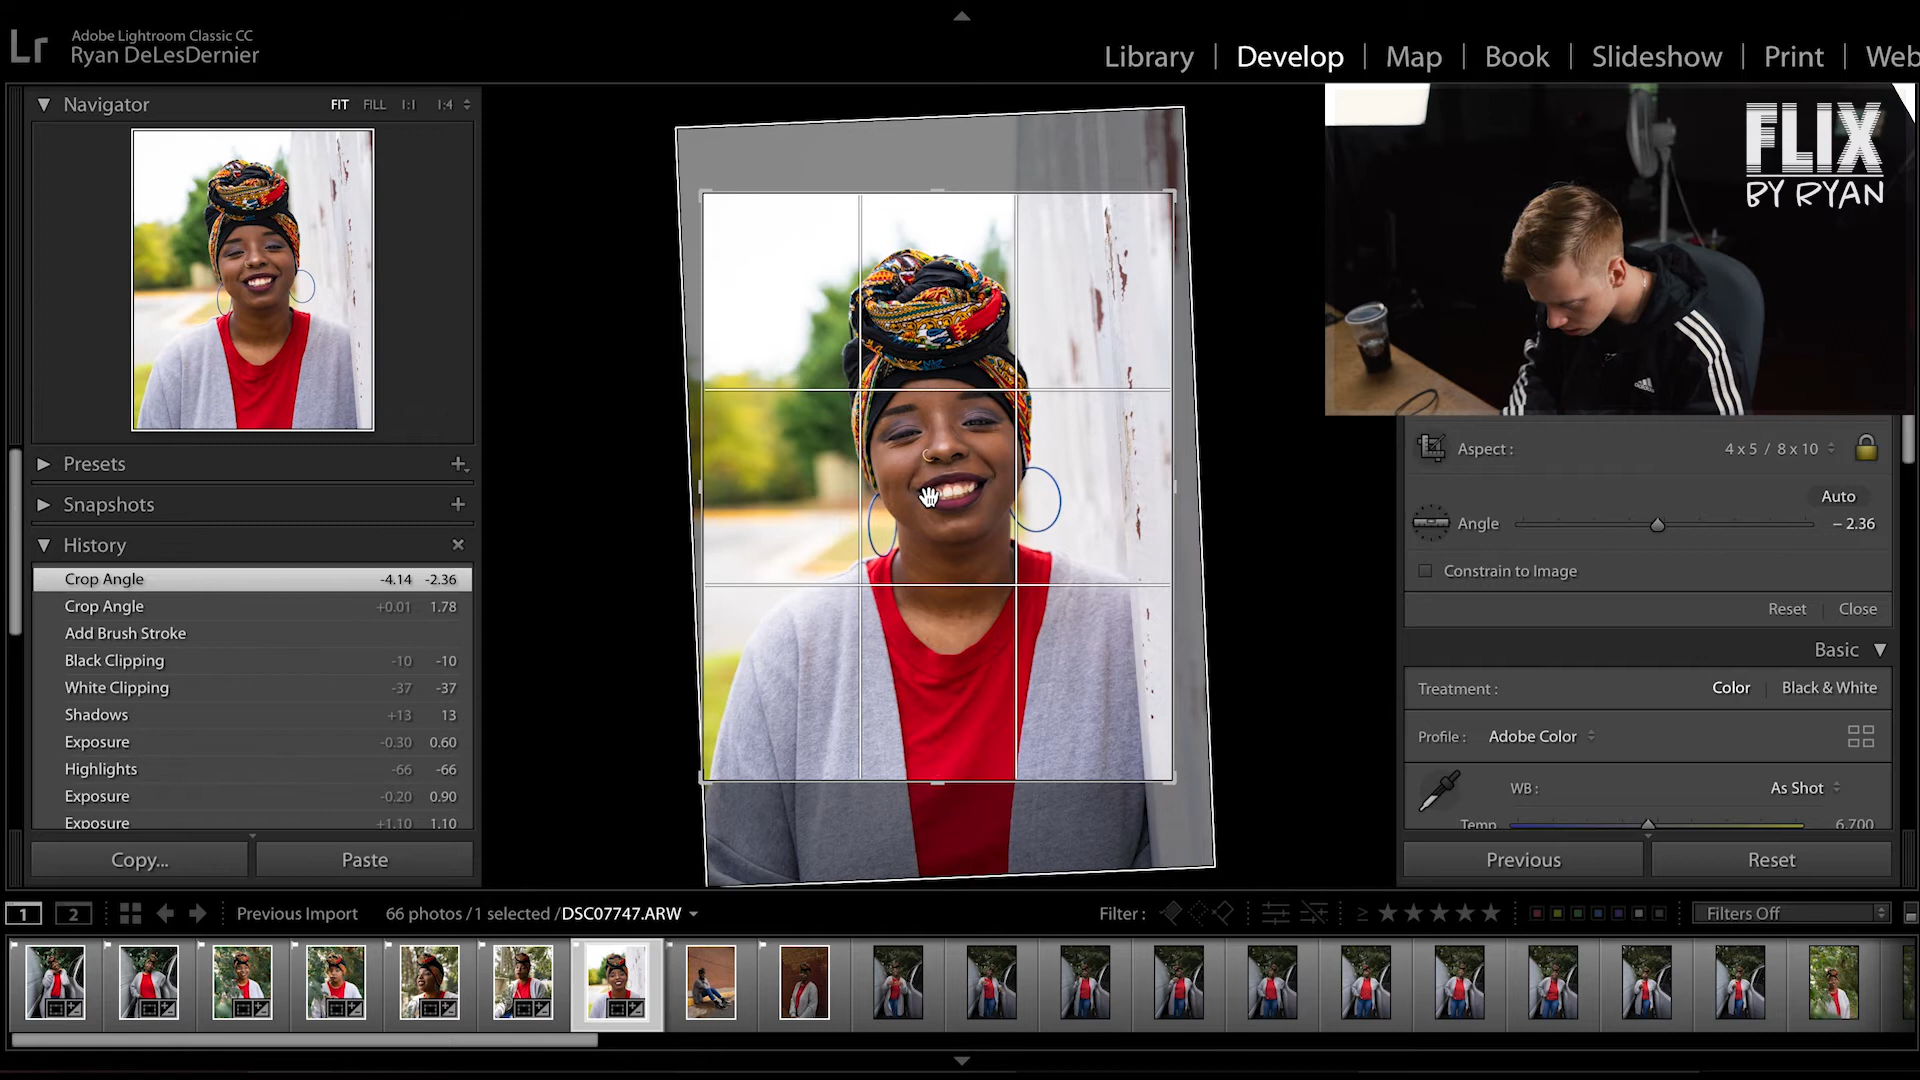 Lr
Adobe Lightroom Classic CC
Ryan DeLesDernier
Library | Develop | Map | Book | Slideshow | Print | Web
FLIX
BY RYAN
Navigator FIT FILL 1:1 1:4
Presets
Snapshots
History
Crop Angle -4.14 -2.36
Crop Angle +0.01 1.78
Add Brush Stroke
Black Clipping -10 -10
White Clipping -37 -37
Shadows +13 13
Exposure -0.30 0.60
Highlights -66 -66
Exposure -0.20 0.90
Exposure +1.10 1.10
Copy... Paste
adidas
Aspect : 4 x 5 / 8 x 10
Auto
Angle – 2.36
Constrain to Image
Reset Close
Basic
Treatment : Color Black & White
Profile : Adobe Color
WB : As Shot
Temp 6,700
Previous Reset
1 2 Previous Import 66 photos / 1 selected / DSC07747.ARW Filter : ≥ ★★★★★ Filters Off